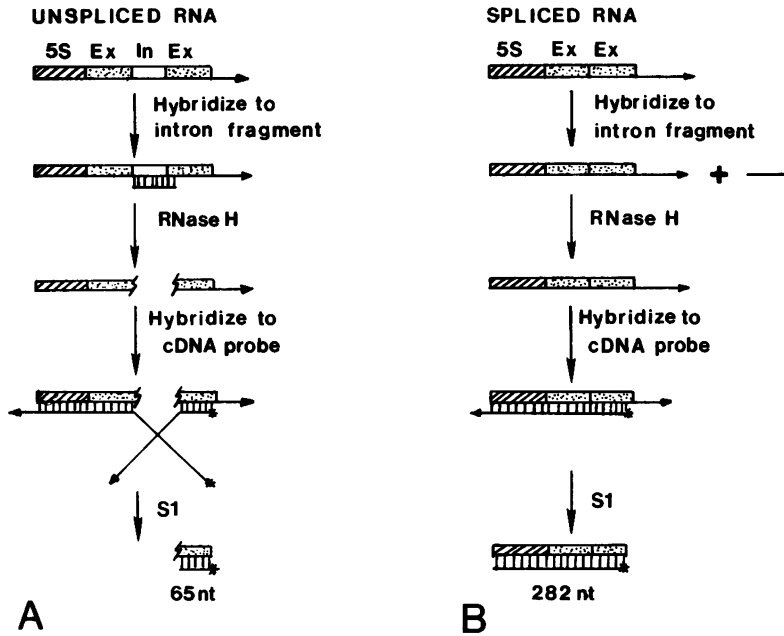 UNSPLICED RNA
5S Ex In Ex
Hybridize to
intron fragment
RNase H
Hybridize to
cDNA probe
S1
65nt
A
SPLICED RNA
5S Ex Ex
Hybridize to
intron fragment
+
RNase H
Hybridize to
cDNA probe
S1
282 nt
B